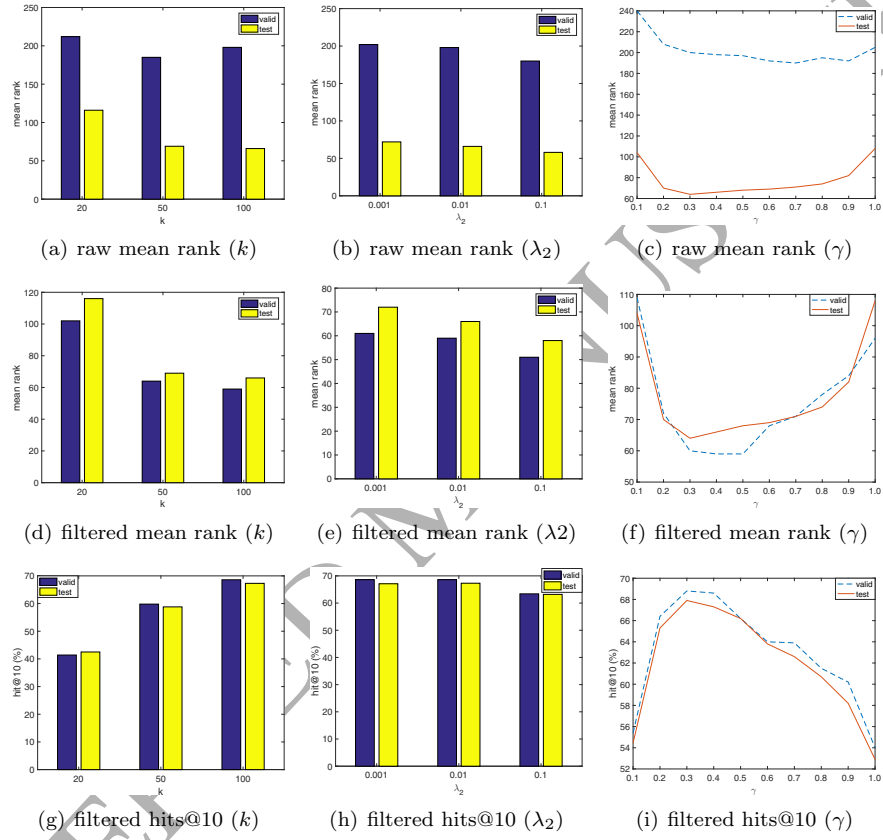 250
200
150
100
50
0
mean rank
20 50 100
k
valid
test
(a) raw mean rank (k)
250
200
150
100
50
0
mean rank
0.001 0.01 0.1
λ2
valid
test
(b) raw mean rank (λ2)
240
220
200
180
160
140
120
100
80
60
mean rank
0.1 0.2 0.3 0.4 0.5 0.6 0.7 0.8 0.9 1.0
γ
valid
test
(c) raw mean rank (γ)
120
100
80
60
40
20
0
mean rank
20 50 100
k
valid
test
(d) filtered mean rank (k)
80
70
60
50
40
30
20
10
0
mean rank
0.001 0.01 0.1
λ2
valid
test
(e) filtered mean rank (λ2)
110
100
90
80
70
60
50
mean rank
0.1 0.2 0.3 0.4 0.5 0.6 0.7 0.8 0.9 1.0
γ
valid
test
(f) filtered mean rank (γ)
70
60
50
40
30
20
10
0
hit@10 (%)
20 50 100
k
valid
test
(g) filtered hits@10 (k)
70
60
50
40
30
20
10
0
hit@10 (%)
0.001 0.01 0.1
λ2
valid
test
(h) filtered hits@10 (λ2)
70
68
66
64
62
60
58
56
54
52
hit@10 (%)
0.1 0.2 0.3 0.4 0.5 0.6 0.7 0.8 0.9 1.0
γ
valid
test
(i) filtered hits@10 (γ)